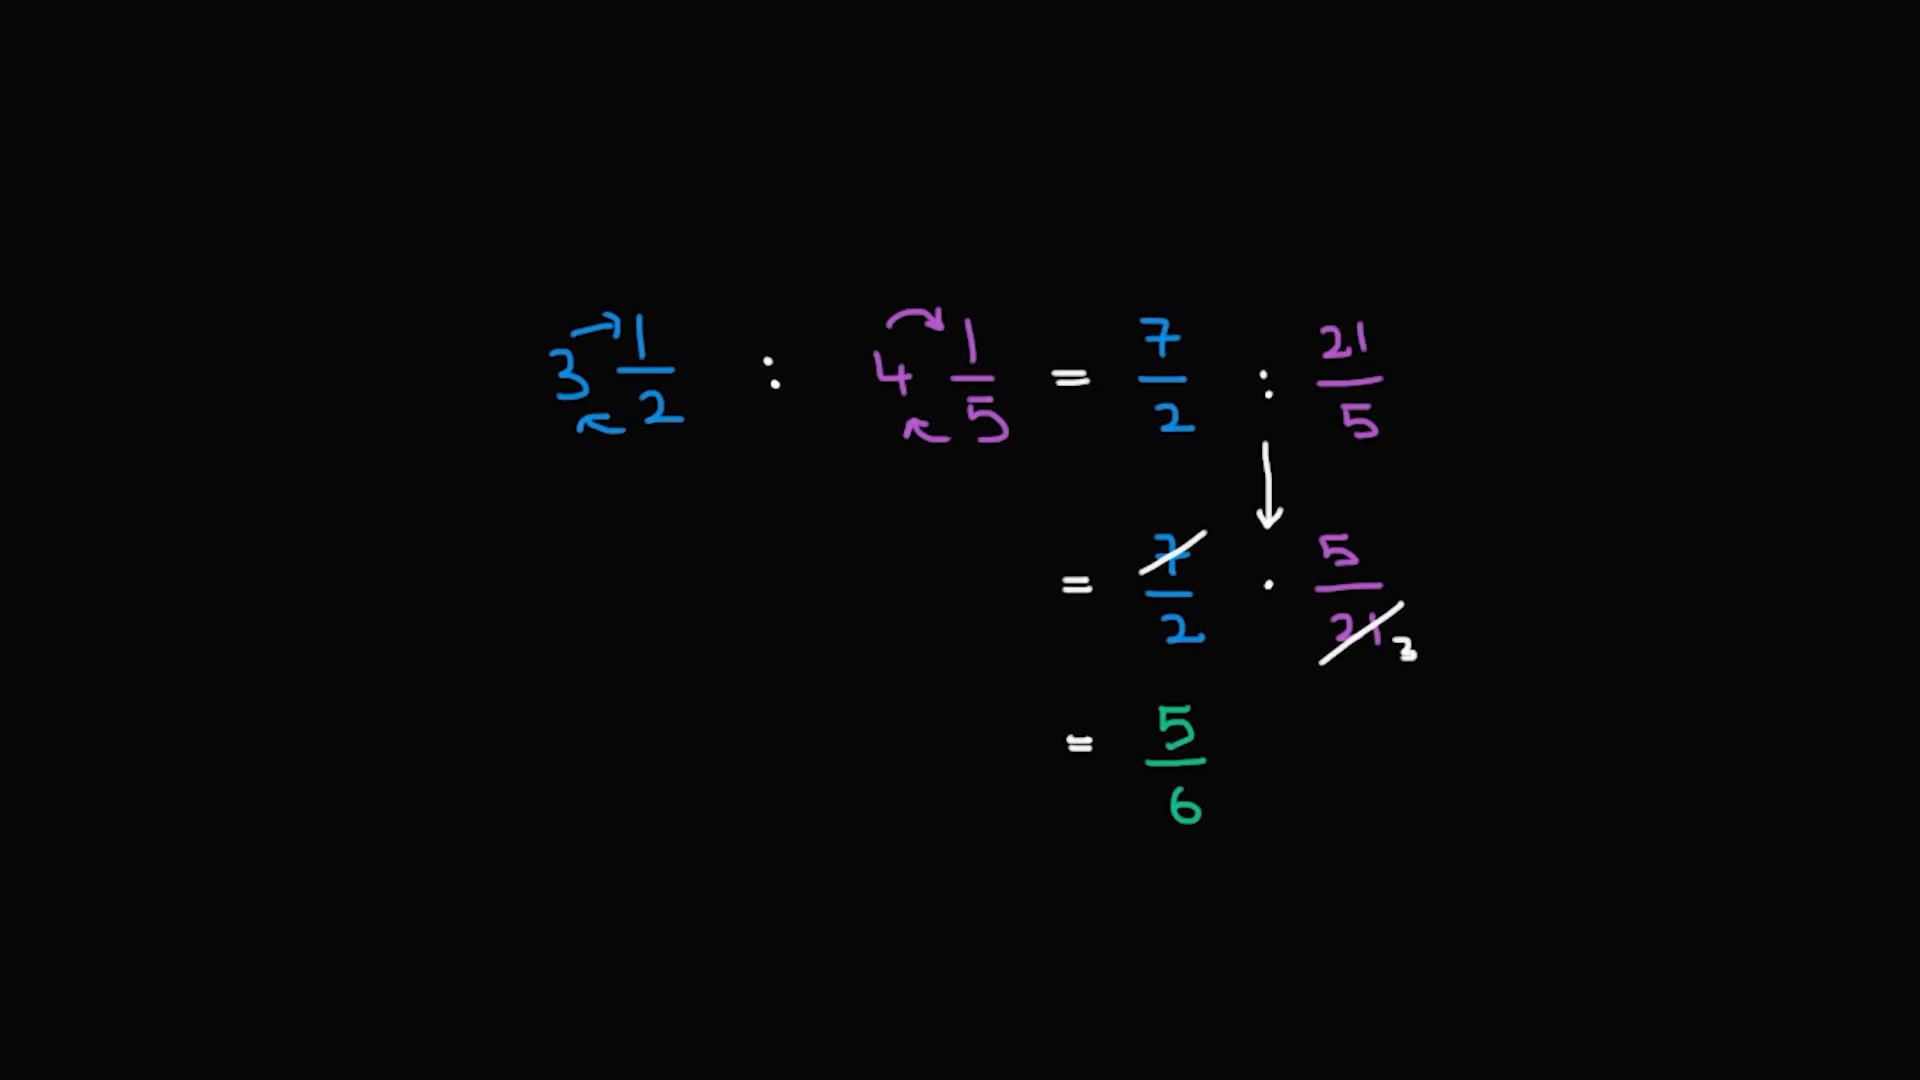 3 1/2 : 4 1/5 = 7/2 : 21/5
= 7/2 · 5/21 3
= 5/6